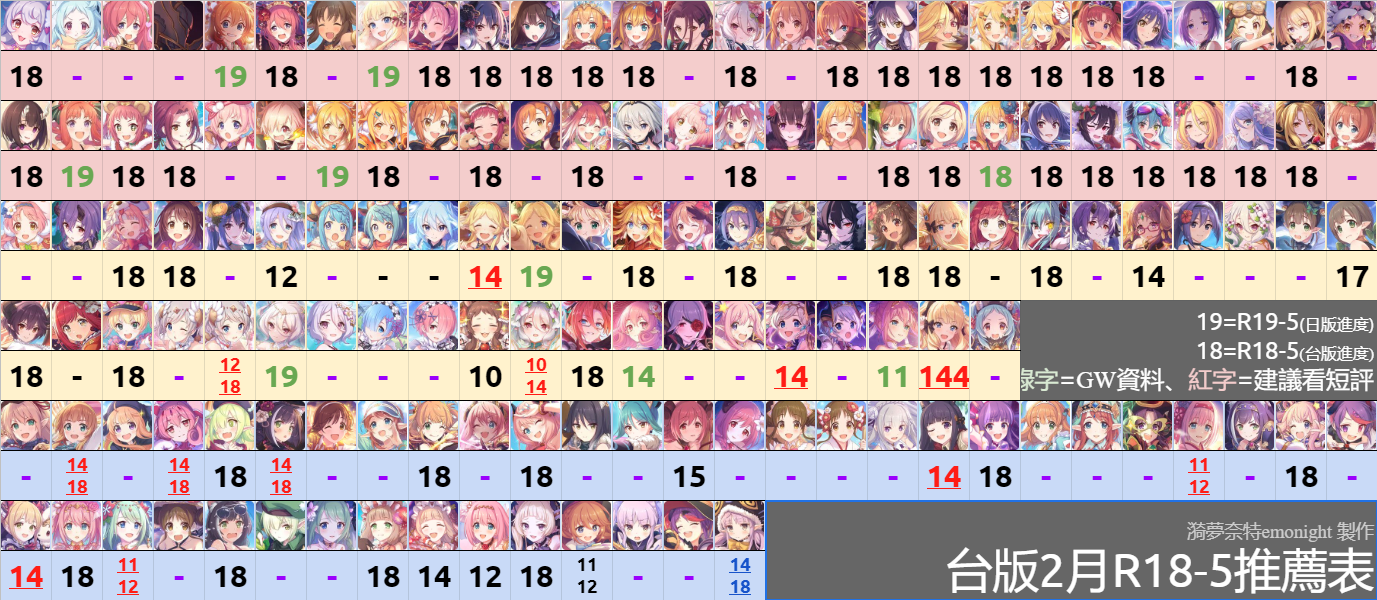 18 - - - 19 18 - 19 18 18 18 18 18 - 18 - 18 18 18 18 18 18 18 - - 18 -
18 19 18 18 - - 19 18 - 18 - 18 - - 18 - - 18 18 18 18 18 18 18 18 18 -
- - 18 18 - 12 - - - 14 19 - 18 - 18 - - 18 18 - 18 - 14 - - - 17
19=R19-5(日版進度)
18=R18-5(台版進度)
18 - 18 - 12 18 19 - - - 10 10 14 18 14 - - 14 - 11 144 -
綠字=GW資料、紅字=建議看短評
- 14 18 - 14 18 18 14 18 - - 18 - 18 - - 15 - - - - 14 18 - - - 11 12 - 18 -
漪夢奈特emonight 製作
台版2月R18-5推薦表
14 18 11 12 - 18 - - 18 14 12 18 11 12 - - 14 18